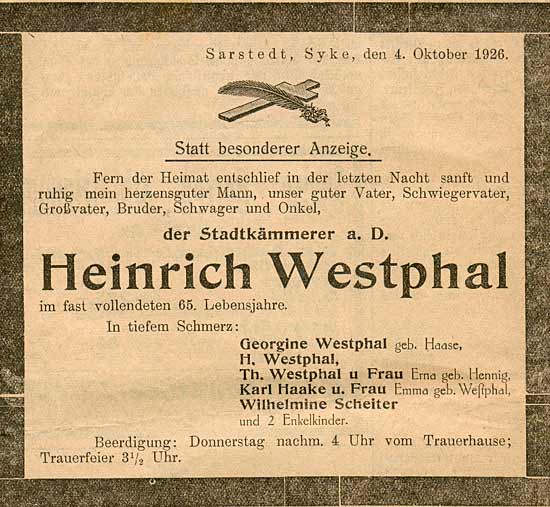 Sarstedt, Syke, den 4. Oktober 1926.
Statt besonderer Anzeige.
Fern der Heimat entschlief in der letzten Nacht sanft und
ruhig mein herzensguter Mann, unser guter Vater, Schwiegervater,
Großvater, Bruder, Schwager und Onkel,
der Stadtkämmerer a. D.
Heinrich Westphal
im fast vollendeten 65. Lebensjahre.
In tiefem Schmerz:
Georgine Westphal geb. Haase,
H. Westphal,
Th. Westphal u Frau Erna geb. Hennig,
Karl Haake u. Frau Emma geb. Weſtphal,
Wilhelmine Scheiter
und 2 Enkelkinder.
Beerdigung: Donnerstag nachm. 4 Uhr vom Trauerhause;
Trauerfeier 3½ Uhr.